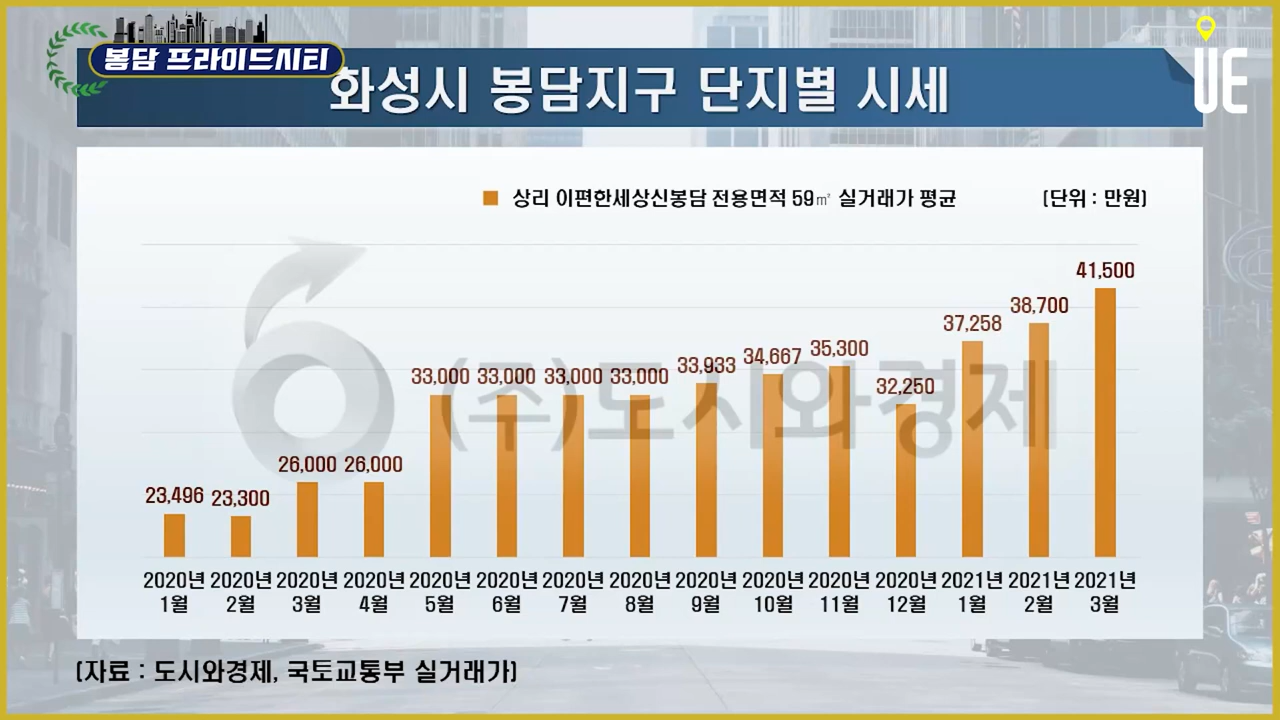 봉담 프라이드시티
UE
화성시 봉담지구 단지별 시세
상리 이편한세상신봉담 전용면적 59㎡ 실거래가 평균
(단위 : 만원)
(주)도시와경제
23,496 23,300 26,000 26,000 33,000 33,000 33,000 33,000 33,933 34,667 35,300 32,250 37,258 38,700 41,500
2020년 2020년 2020년 2020년 2020년 2020년 2020년 2020년 2020년 2020년 2020년 2020년 2021년 2021년 2021년
1월 2월 3월 4월 5월 6월 7월 8월 9월 10월 11월 12월 1월 2월 3월
(자료 : 도시와경제, 국토교통부 실거래가)